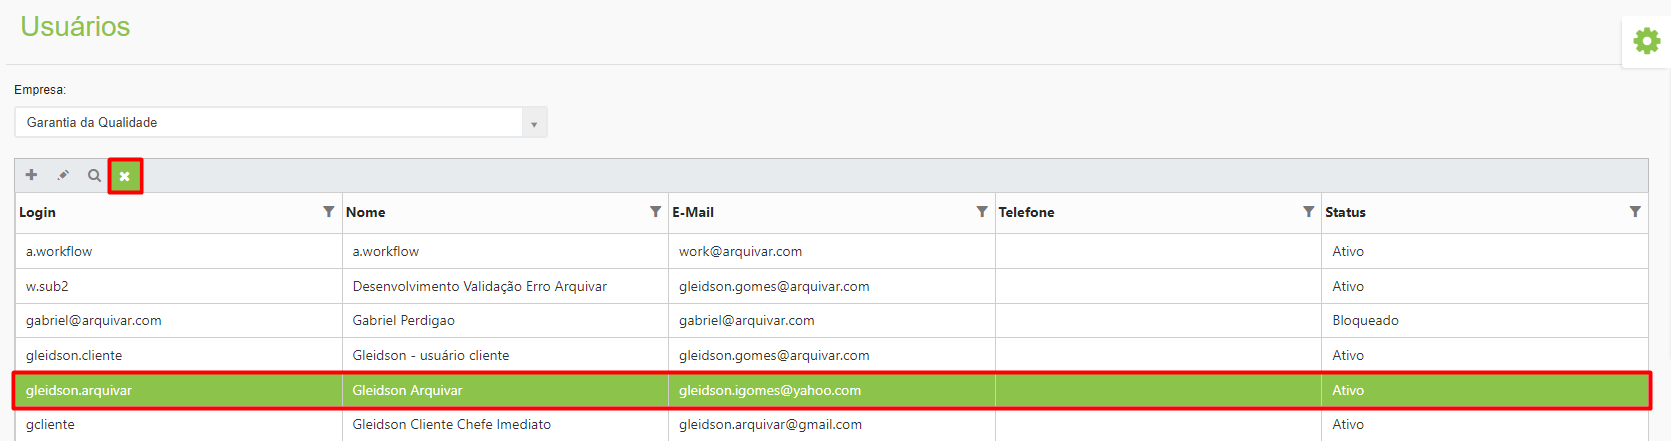 Usuários
Empresa:
Garantia da Qualidade
Login Nome E-Mail Telefone Status
a.workflow a.workflow work@arquivar.com Ativo
w.sub2 Desenvolvimento Validação Erro Arquivar gleidson.gomes@arquivar.com Ativo
gabriel@arquivar.com Gabriel Perdigao gabriel@arquivar.com Bloqueado
gleidson.cliente Gleidson - usuário cliente gleidson.gomes@arquivar.com Ativo
gleidson.arquivar Gleidson Arquivar gleidson.igomes@yahoo.com Ativo
gcliente Gleidson Cliente Chefe Imediato gleidson.arquivar@gmail.com Ativo